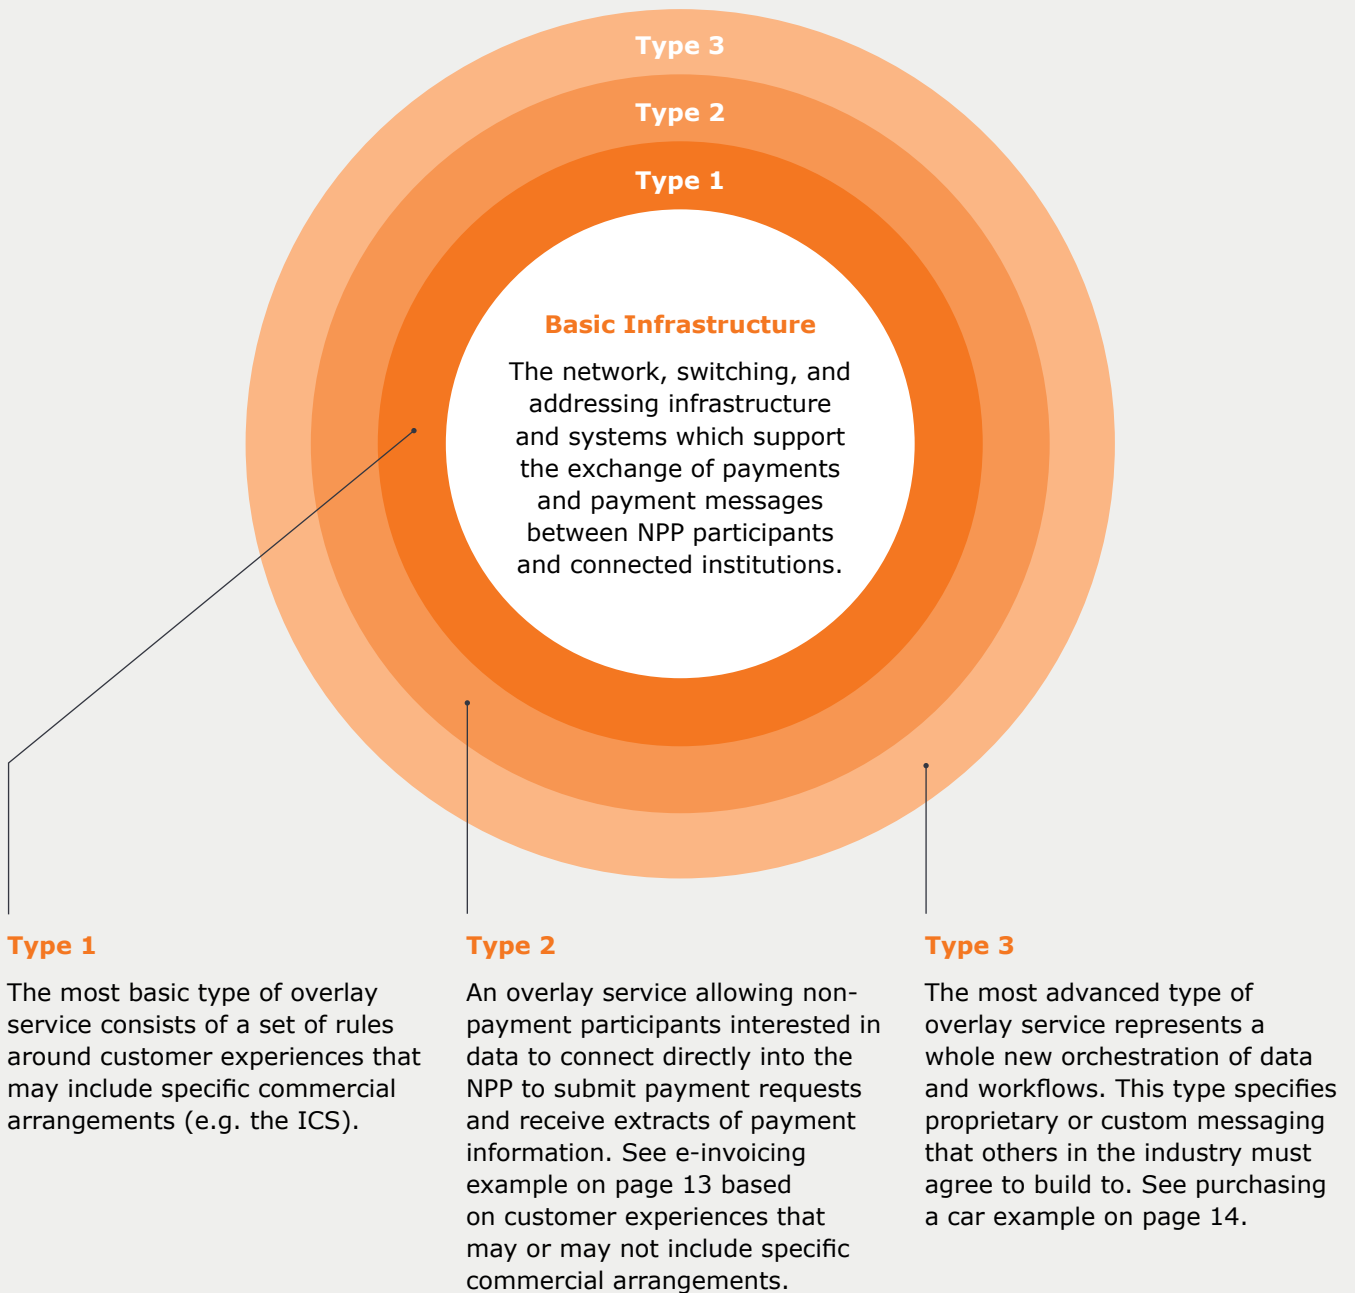 Type 3
Type 2
Type 1
Basic Infrastructure
The network, switching, and
addressing infrastructure
and systems which support
the exchange of payments
and payment messages
between NPP participants
and connected institutions.
Type 1
The most basic type of overlay
service consists of a set of rules
around customer experiences that
may include specific commercial
arrangements (e.g. the ICS).
Type 2
An overlay service allowing non-
payment participants interested in
data to connect directly into the
NPP to submit payment requests
and receive extracts of payment
information. See e-invoicing
example on page 13 based
on customer experiences that
may or may not include specific
commercial arrangements.
Type 3
The most advanced type of
overlay service represents a
whole new orchestration of data
and workflows. This type specifies
proprietary or custom messaging
that others in the industry must
agree to build to. See purchasing
a car example on page 14.